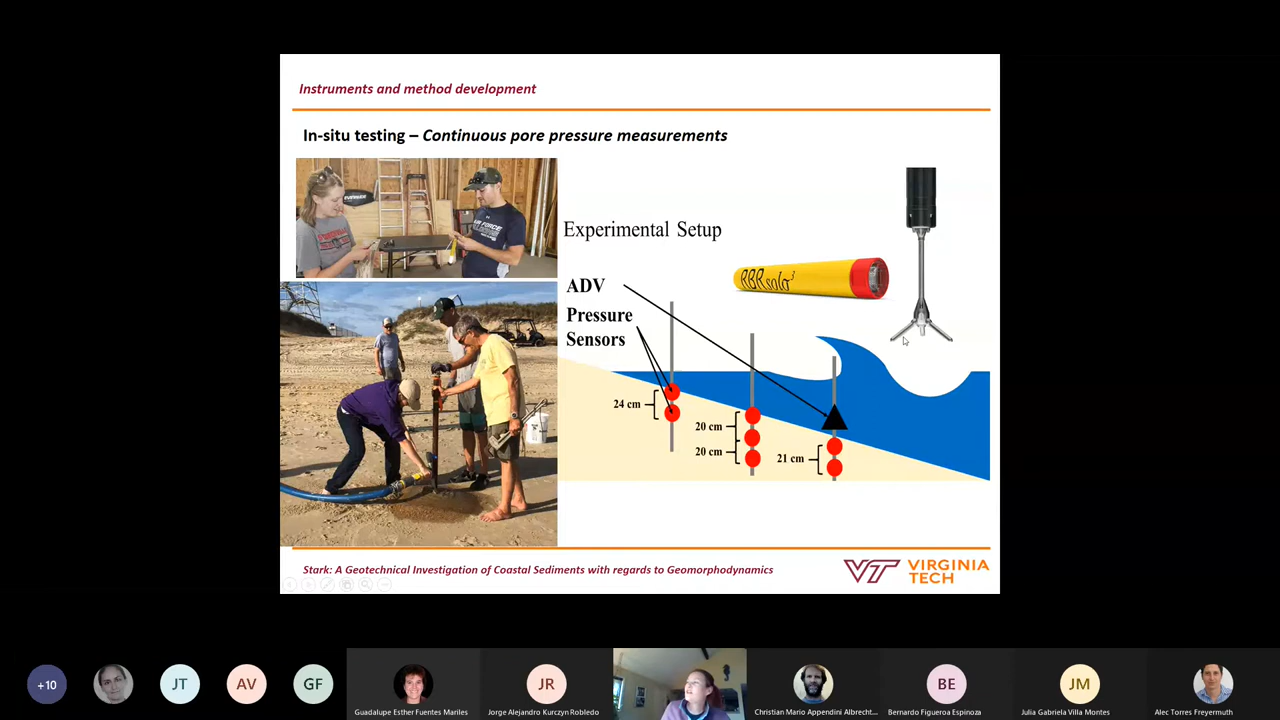 Instruments and method development
In-situ testing – Continuous pore pressure measurements
Experimental Setup
RBRsolo³
ADV
Pressure
Sensors
24 cm
20 cm
20 cm
21 cm
Stark: A Geotechnical Investigation of Coastal Sediments with regards to Geomorphodynamics
VT VIRGINIA
TECH
+10
JT
AV
GF
Guadalupe Esther Fuentes Mariles
JR
Jorge Alejandro Kurczyn Robledo
Christian Mario Appendini Albrecht...
BE
Bernardo Figueroa Espinoza
JM
Julia Gabriela Villa Montes
Alec Torres Freyermuth